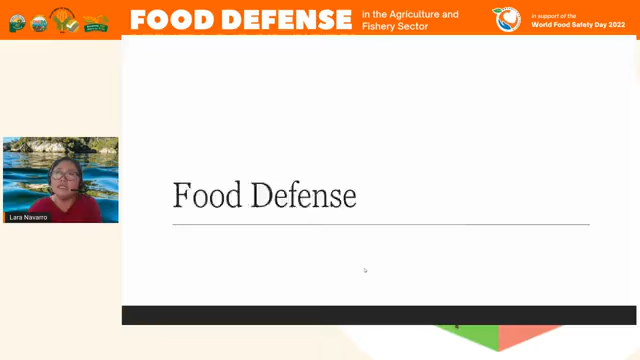 FOOD DEFENSE
in the Agriculture and
Fishery Sector
in support of the
World Food Safety Day 2022
Food Defense
Lara Navarro